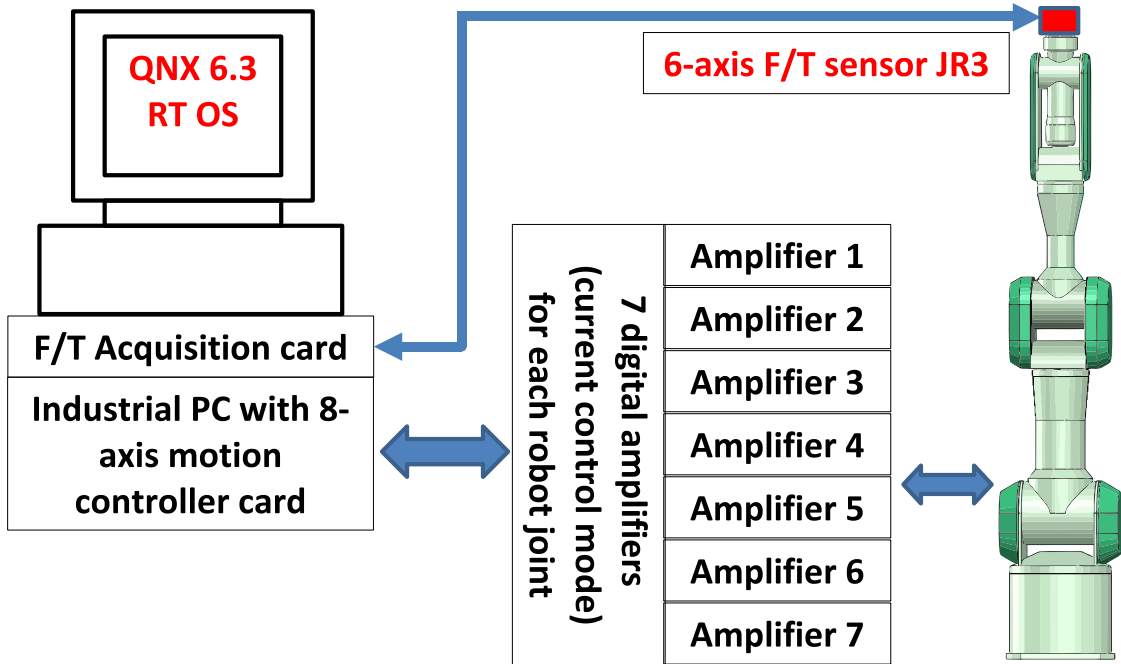 QNX 6.3
RT OS
6-axis F/T sensor JR3
F/T Acquisition card
Industrial PC with 8-
axis motion
controller card
7 digital amplifiers
(current control mode)
for each robot joint
Amplifier 1
Amplifier 2
Amplifier 3
Amplifier 4
Amplifier 5
Amplifier 6
Amplifier 7